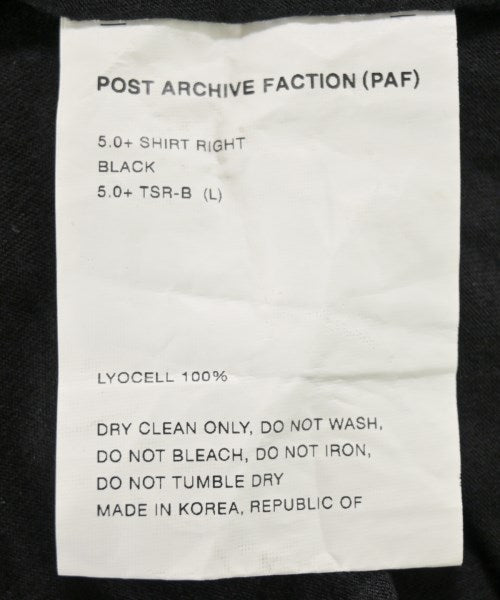 POST ARCHIVE FACTION (PAF)
5.0+ SHIRT RIGHT
BLACK
5.0+ TSR-B (L)
LYOCELL 100%
DRY CLEAN ONLY, DO NOT WASH,
DO NOT BLEACH, DO NOT IRON,
DO NOT TUMBLE DRY
MADE IN KOREA, REPUBLIC OF